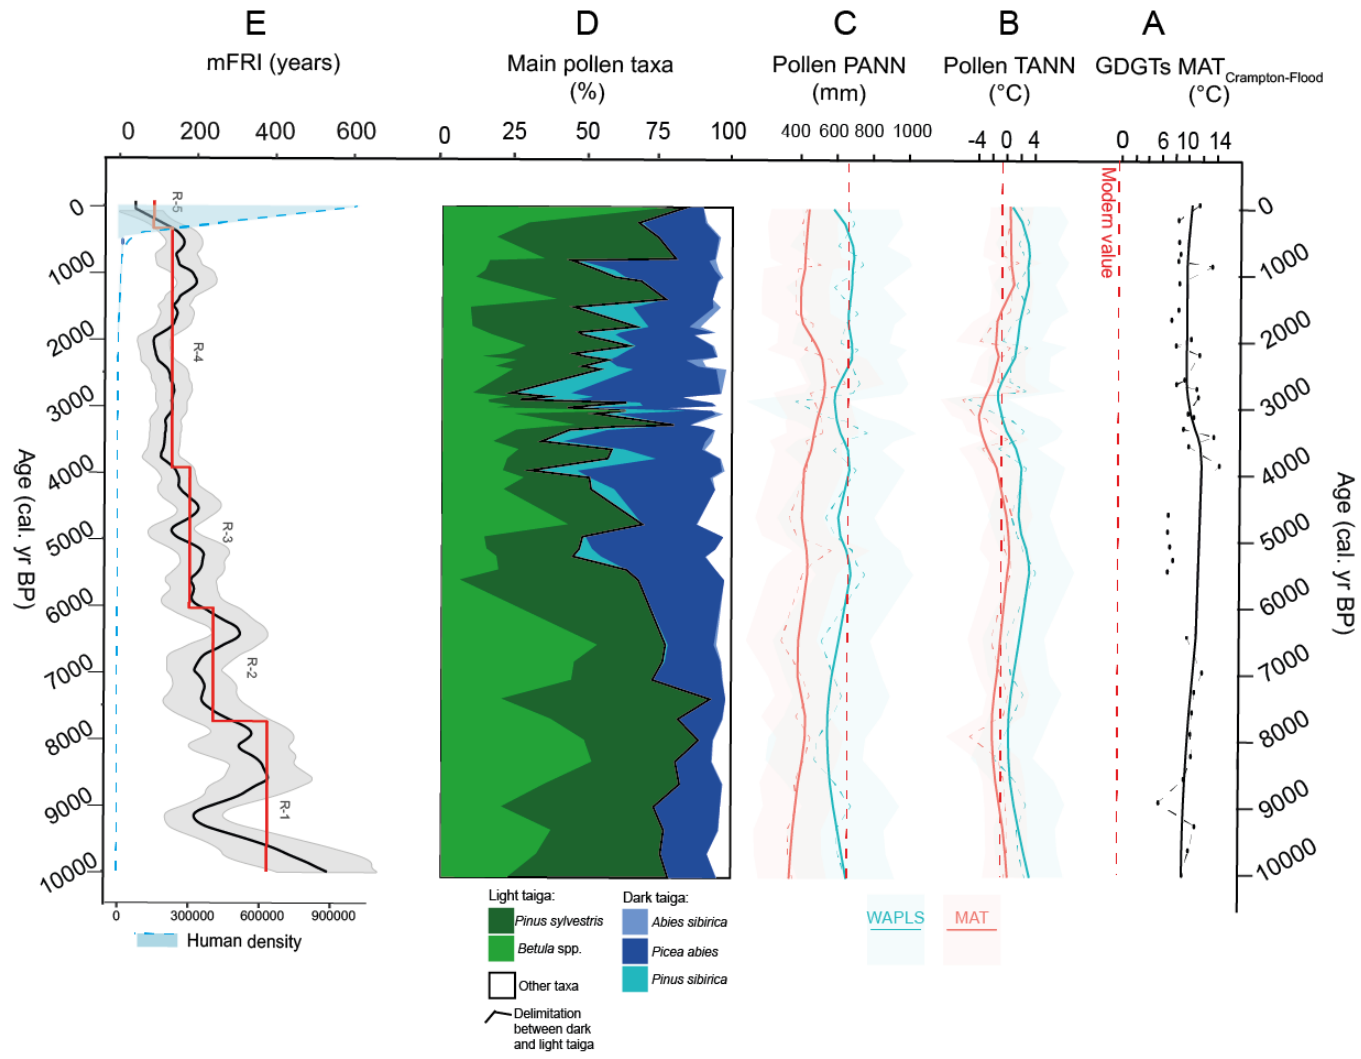 E
D
C
B
A
mFRI (years)
Main pollen taxa
(%)
Pollen PANN
(mm)
Pollen TANN
(°C)
GDGTs MAT Crampton-Flood
(°C)
0 200 400 600
0 25 50 75 100
400 600 800 1000
-4 0 4
0 6 10 14
Age (cal. yr BP)
0
1000
2000
3000
4000
5000
6000
7000
8000
9000
10000
R-5
R-4
R-3
R-2
R-1
Modern value
0
1000
2000
3000
4000
5000
6000
7000
8000
9000
10000
Age (cal. yr BP)
0 300000 600000 900000
Human density
Light taiga:
Pinus sylvestris
Betula spp.
Other taxa
Delimitation
between dark
and light taiga
Dark taiga:
Abies sibirica
Picea abies
Pinus sibirica
WAPLS
MAT